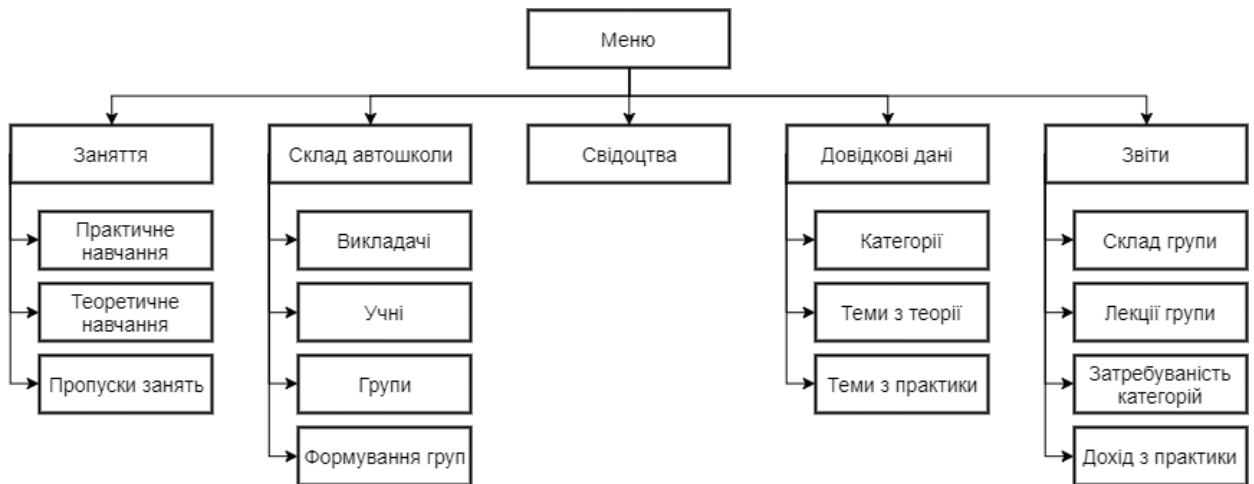 Меню
Заняття
Склад автошколи
Свідоцтва
Довідкові дані
Звіти
Практичне
навчання
Теоретичне
навчання
Пропуски занять
Викладачі
Учні
Групи
Формування груп
Категорії
Теми з теорії
Теми з практики
Склад групи
Лекції групи
Затребуваність
категорій
Дохід з практики